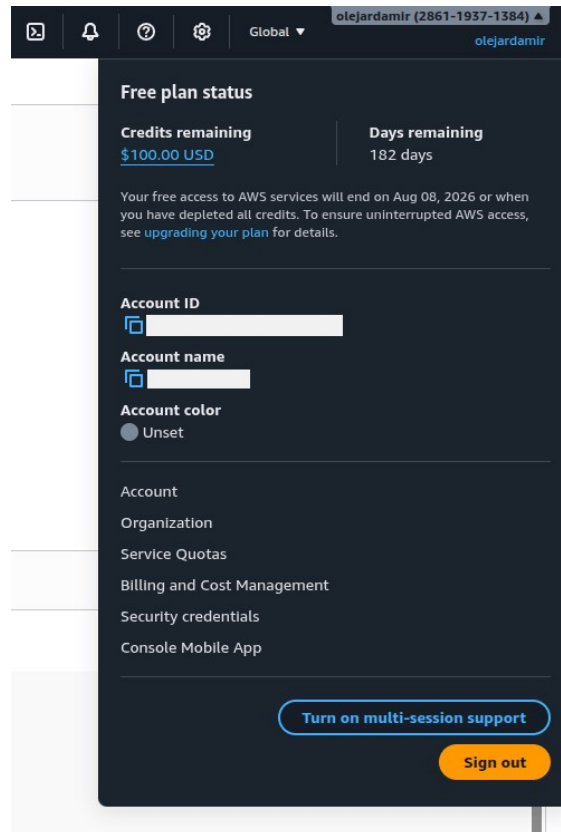 Global ▼
olejardamir (2861-1937-1384) ▲
olejardamir
Free plan status
Credits remaining
$100.00 USD
Days remaining
182 days
Your free access to AWS services will end on Aug 08, 2026 or when
you have depleted all credits. To ensure uninterrupted AWS access,
see upgrading your plan for details.
Account ID
Account name
Account color
Unset
Account
Organization
Service Quotas
Billing and Cost Management
Security credentials
Console Mobile App
Turn on multi-session support
Sign out